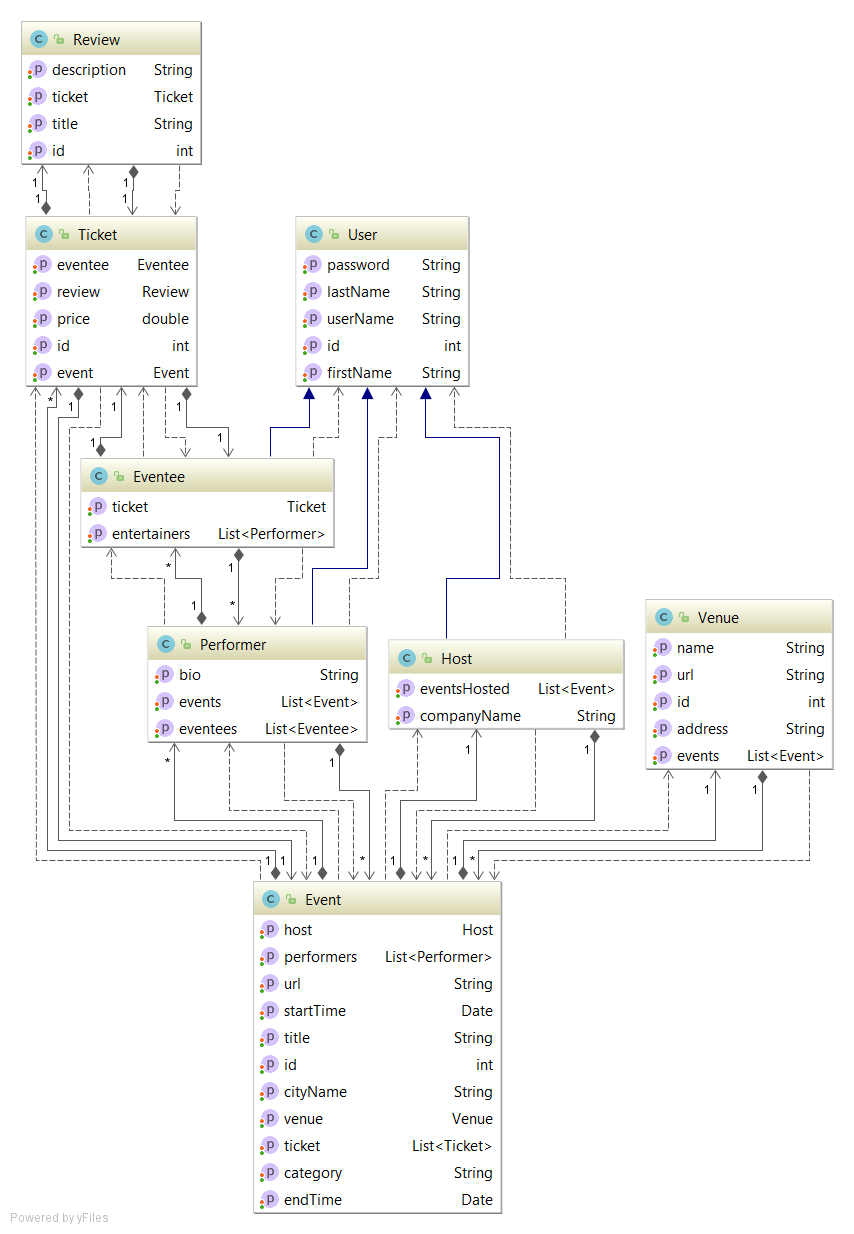 C Review
p description String
p ticket Ticket
p title String
p id int
1
1 1
C Ticket
p eventee Eventee
p review Review
p price double
p id int
p event Event
C User
p password String
p lastName String
p userName String
p id int
p firstName String
* 1 1 1
1 1
C Eventee
p ticket Ticket
p entertainers List<Performer>
* 1
1 *
C Performer
p bio String
p events List<Event>
p eventees List<Eventee>
C Host
p eventsHosted List<Event>
p companyName String
C Venue
p name String
p url String
p id int
p address String
p events List<Event>
* 1 1 1 1 1
1 1 1 * 1 * 1 *
C Event
p host Host
p performers List<Performer>
p url String
p startTime Date
p title String
p id int
p cityName String
p venue Venue
p ticket List<Ticket>
p category String
p endTime Date
Powered by yFiles